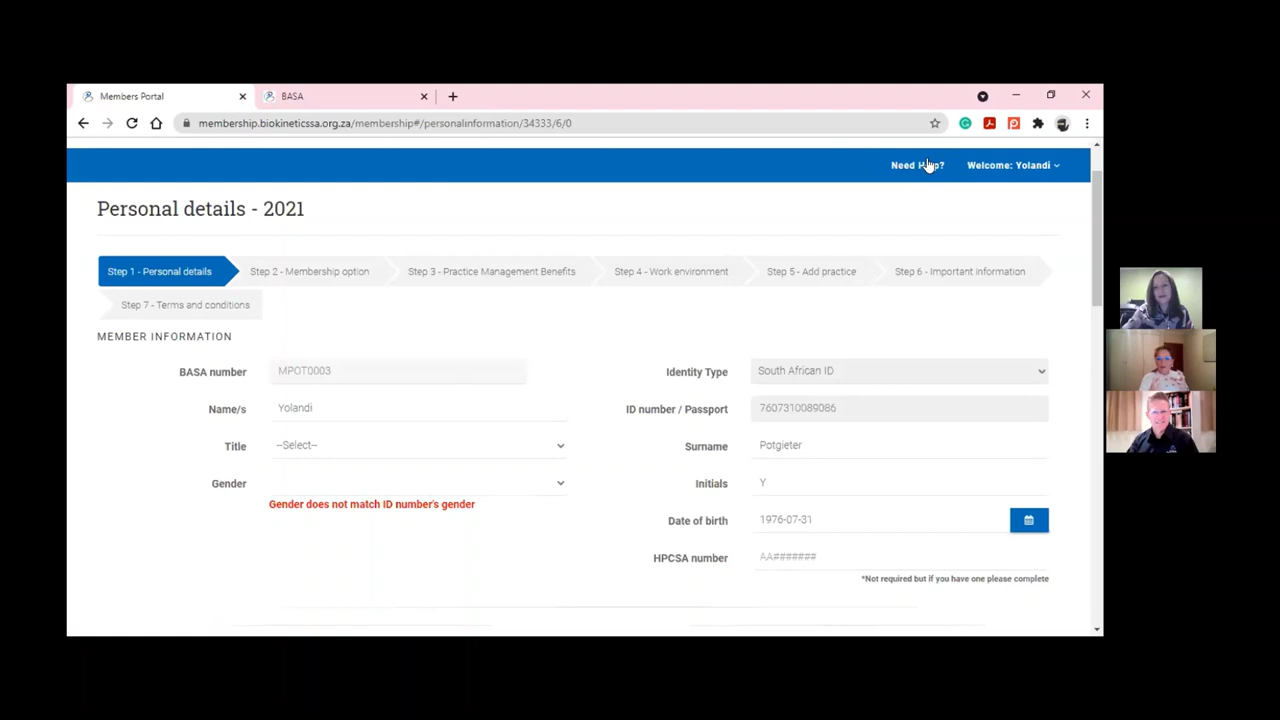 Members Portal
BASA
membership.biokineticssa.org.za/membership#/personalinformation/34333/6/0
Need H p?
Welcome: Yolandi
Personal details - 2021
Step 1 - Personal details
Step 2 - Membership option
Step 3 - Practice Management Benefits
Step 4 - Work environment
Step 5 - Add practice
Step 6 - Important information
Step 7 - Terms and conditions
MEMBER INFORMATION
BASA number
MPOT0003
Identity Type
South African ID
Name/s
Yolandi
ID number / Passport
7607310089086
Title
--Select--
Surname
Potgieter
Gender
Initials
Y
Gender does not match ID number's gender
Date of birth
1976-07-31
HPCSA number
AA#######
*Not required but if you have one please complete